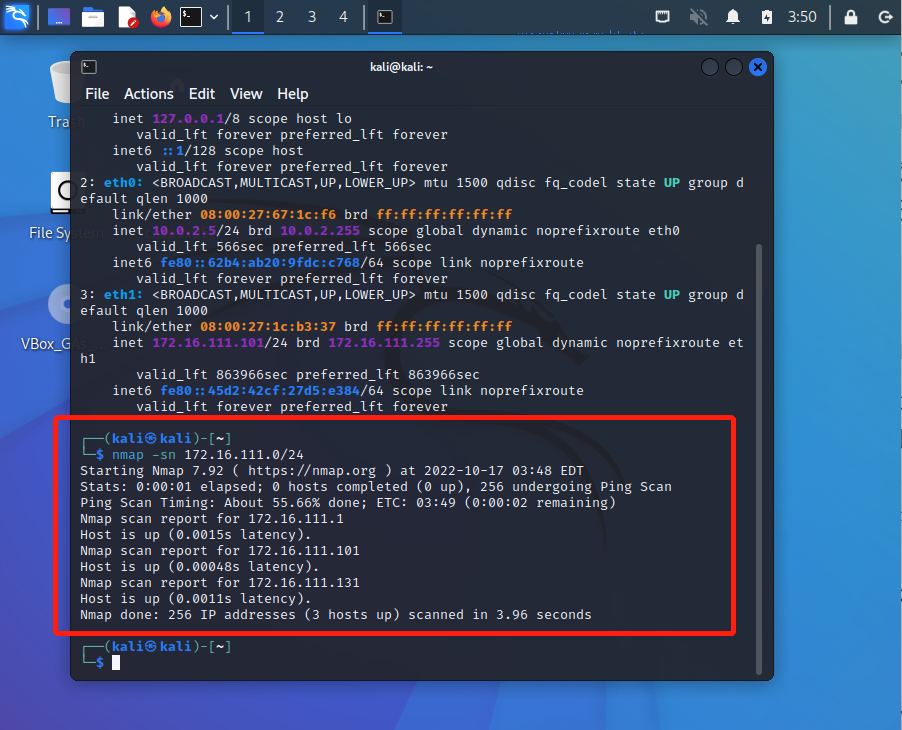 1 2 3 4 3:50
Trash
File System
VBox_GAs_
kali@kali: ~
File Actions Edit View Help
inet 127.0.0.1/8 scope host lo
valid_lft forever preferred_lft forever
inet6 ::1/128 scope host
valid_lft forever preferred_lft forever
2: eth0: <BROADCAST,MULTICAST,UP,LOWER_UP> mtu 1500 qdisc fq_codel state UP group d
efault qlen 1000
link/ether 08:00:27:67:1c:f6 brd ff:ff:ff:ff:ff:ff
inet 10.0.2.5/24 brd 10.0.2.255 scope global dynamic noprefixroute eth0
valid_lft 566sec preferred_lft 566sec
inet6 fe80::62b4:ab20:9fdc:c768/64 scope link noprefixroute
valid_lft forever preferred_lft forever
3: eth1: <BROADCAST,MULTICAST,UP,LOWER_UP> mtu 1500 qdisc fq_codel state UP group d
efault qlen 1000
link/ether 08:00:27:1c:b3:37 brd ff:ff:ff:ff:ff:ff
inet 172.16.111.101/24 brd 172.16.111.255 scope global dynamic noprefixroute et
h1
valid_lft 863966sec preferred_lft 863966sec
inet6 fe80::45d2:42cf:27d5:e384/64 scope link noprefixroute
valid_lft forever preferred_lft forever
┌──(kali㉿kali)-[~]
└─$ nmap -sn 172.16.111.0/24
Starting Nmap 7.92 ( https://nmap.org ) at 2022-10-17 03:48 EDT
Stats: 0:00:01 elapsed; 0 hosts completed (0 up), 256 undergoing Ping Scan
Ping Scan Timing: About 55.66% done; ETC: 03:49 (0:00:02 remaining)
Nmap scan report for 172.16.111.1
Host is up (0.0015s latency).
Nmap scan report for 172.16.111.101
Host is up (0.00048s latency).
Nmap scan report for 172.16.111.131
Host is up (0.0011s latency).
Nmap done: 256 IP addresses (3 hosts up) scanned in 3.96 seconds
┌──(kali㉿kali)-[~]
└─$